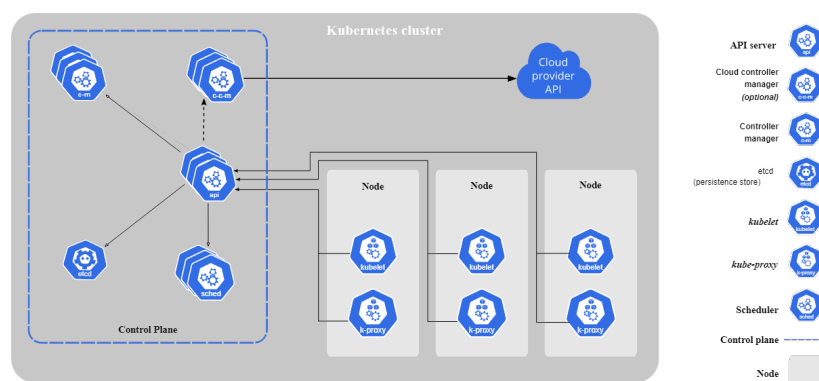 Kubernetes cluster
c-m
c-c-m
Cloud
provider
API
api
Node
Node
Node
etcd
sched
kubelet
kubelet
kubelet
k-proxy
k-proxy
k-proxy
Control Plane
API server
api
Cloud controller
manager
(optional)
c-c-m
Controller
manager
c-m
etcd
(persistence store)
etcd
kubelet
kubelet
kube-proxy
k-proxy
Scheduler
sched
Control plane
Node